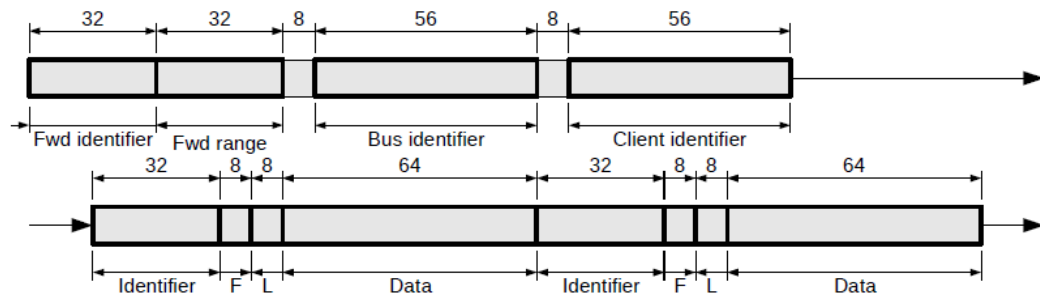 32 32 8 56 8 56
Fwd identifier Fwd range Bus identifier Client identifier
32 8 8 64 32 8 8 64
Identifier F L Data Identifier F L Data